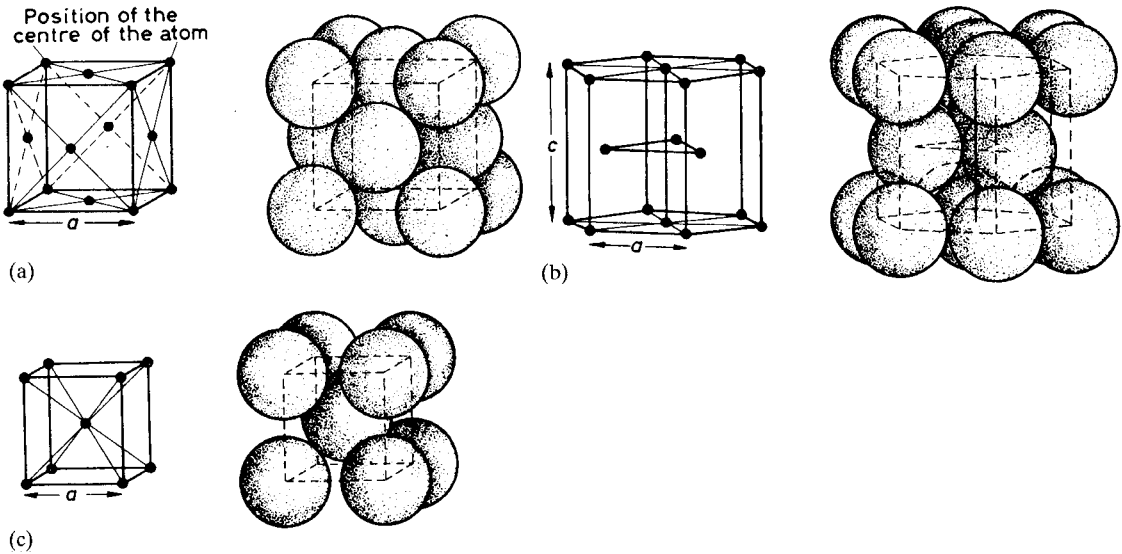 Position of the
centre of the atom
a
(a)
c
a
(b)
a
(c)